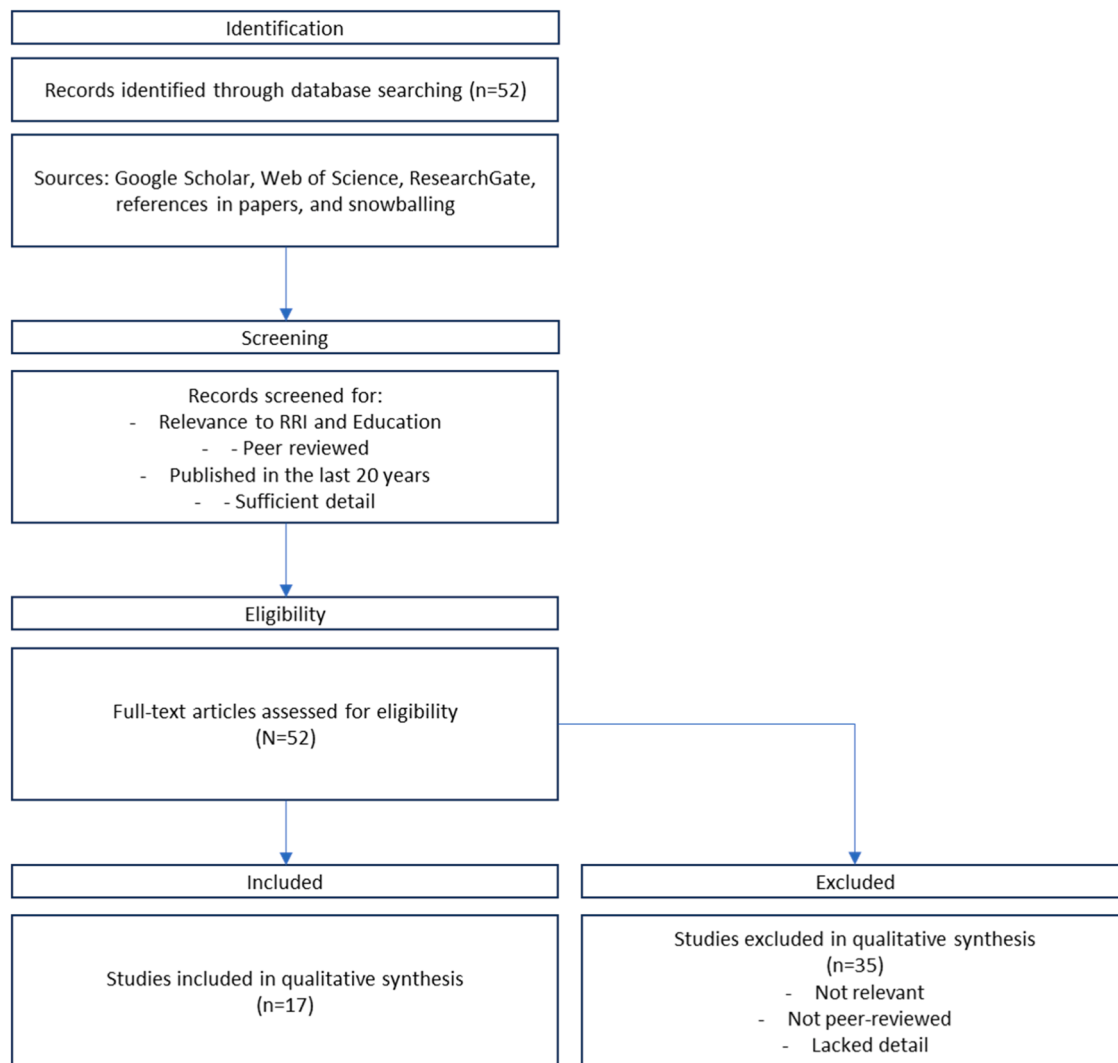 Identification
Records identified through database searching (n=52)
Sources: Google Scholar, Web of Science, ResearchGate,
references in papers, and snowballing
Screening
Records screened for:
- Relevance to RRI and Education
- - Peer reviewed
- Published in the last 20 years
- - Sufficient detail
Eligibility
Full-text articles assessed for eligibility
(N=52)
Included
Studies included in qualitative synthesis
(n=17)
Excluded
Studies excluded in qualitative synthesis
(n=35)
- Not relevant
- Not peer-reviewed
- Lacked detail